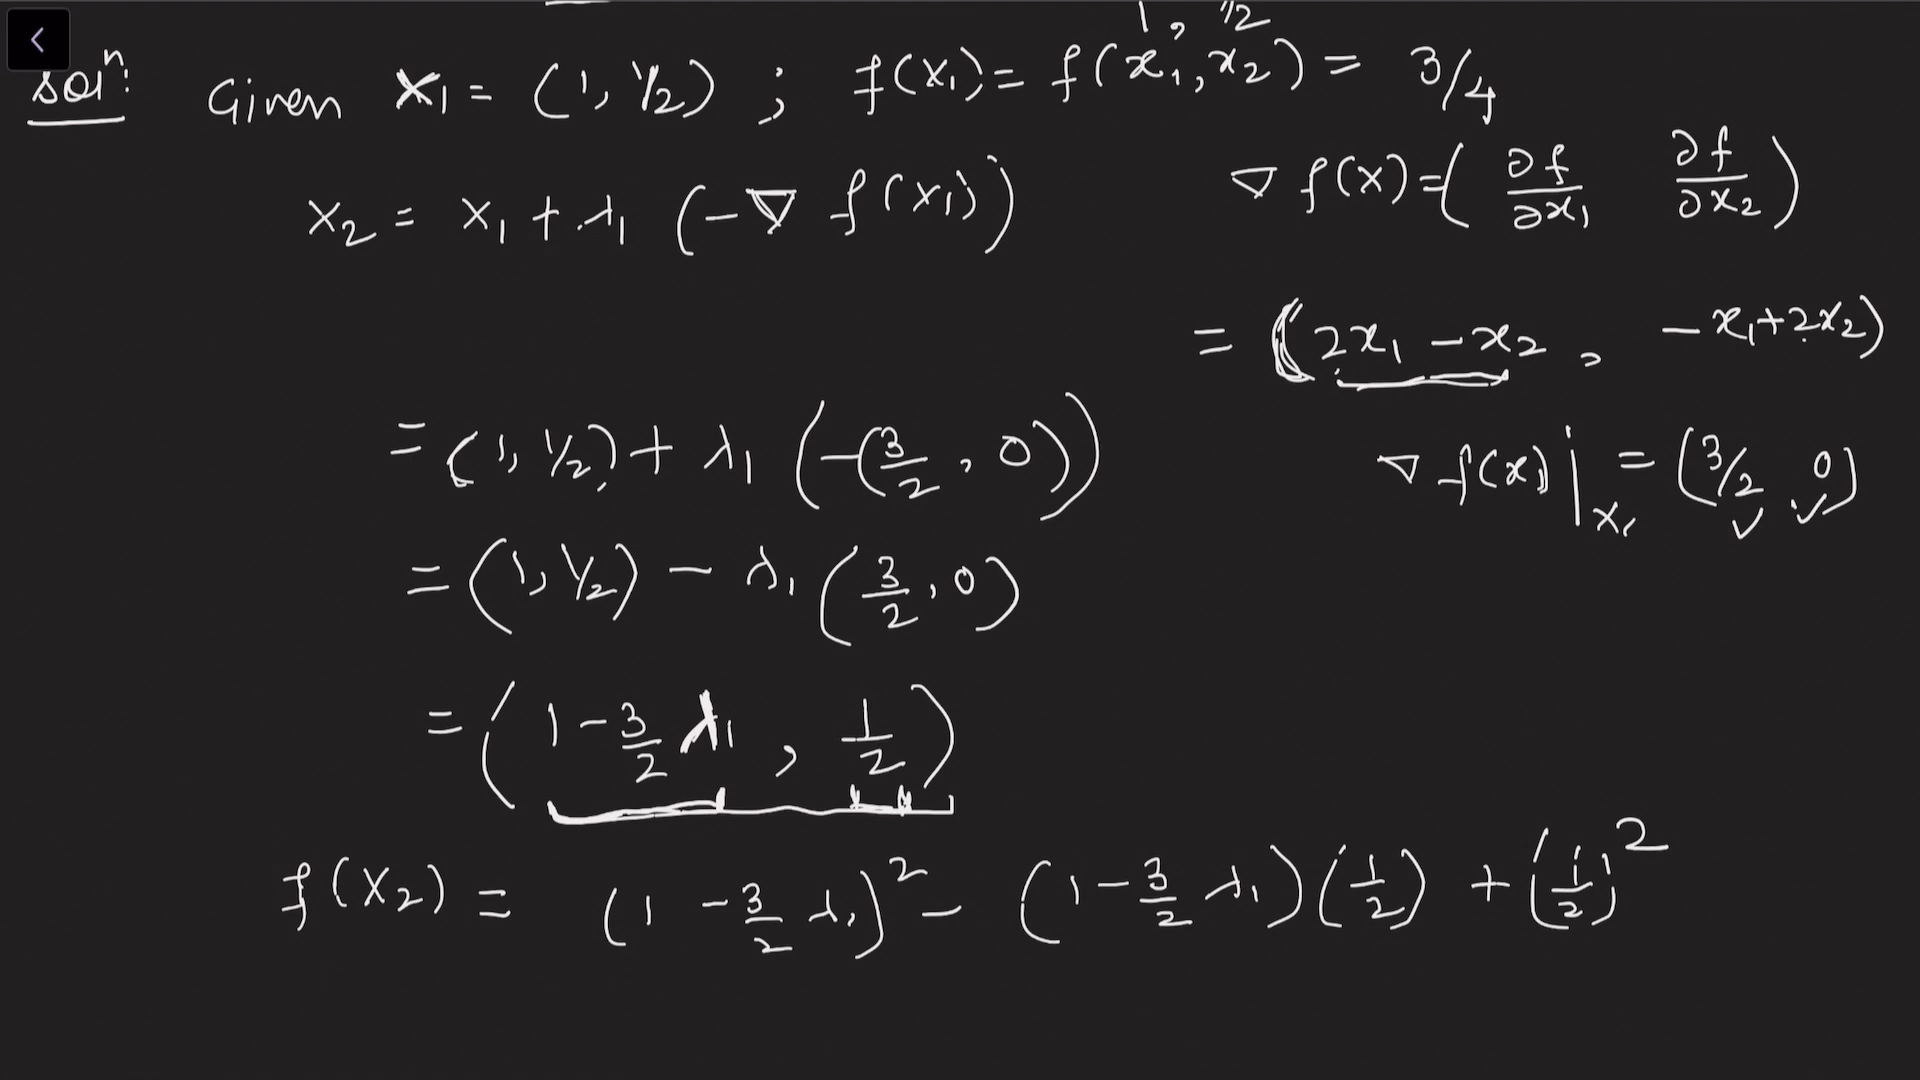 1, 1/2
Soln: Given X₁ = (1, 1/2) ; f(X₁) = f(x₁, x₂) = 3/4
X₂ = X₁ + λ₁ (-∇ f(X₁))
∇ f(X) = ( ∂f/∂x₁ ∂f/∂x₂ )
= (2x₁ - x₂ , -x₁ + 2x₂)
= (1, 1/2) + λ₁ (-(3/2, 0))
∇ f(x)|X₁ = (3/2, 0)
= (1, 1/2) - λ₁ (3/2, 0)
= (1 - 3/2 λ₁ , 1/2)
f(X₂) = (1 - 3/2 λ₁)² - (1 - 3/2 λ₁)(1/2) + (1/2)²